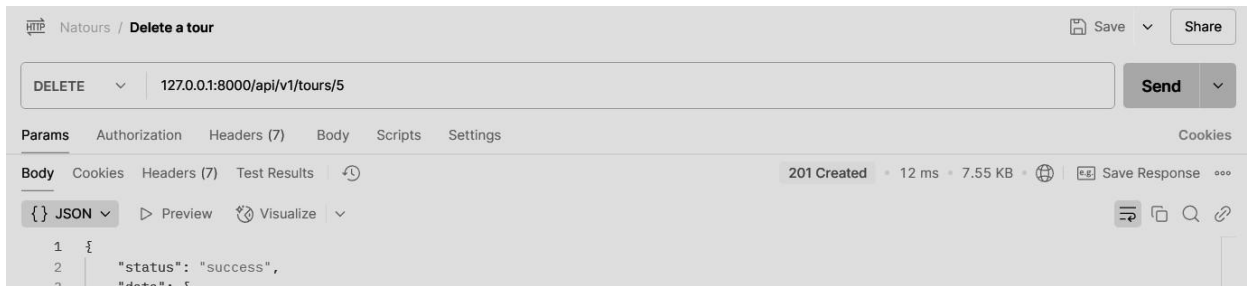 HTTP Natours / Delete a tour Save Share
DELETE 127.0.0.1:8000/api/v1/tours/5 Send
Params Authorization Headers (7) Body Scripts Settings Cookies
Body Cookies Headers (7) Test Results 201 Created • 12 ms • 7.55 KB • e.g. Save Response
{} JSON Preview Visualize
1 {
2 "status": "success",
3 "data": {